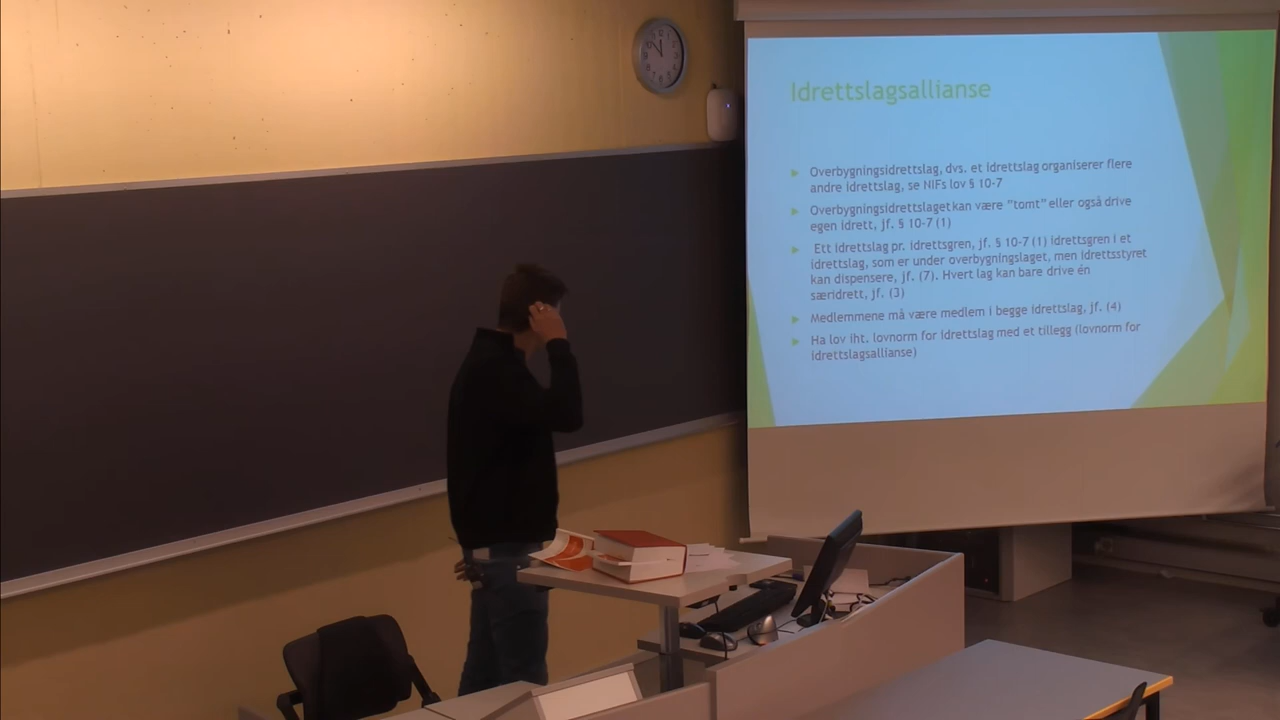 Idrettslagsallianse
Overbygningsidrettslag, dvs. et idrettslag organiserer flere
andre idrettslag, se NIFs lov § 10-7
Overbygningsidrettslaget kan være "tomt" eller også drive
egen idrett, jf. § 10-7 (1)
Ett idrettslag pr. idrettsgren, jf. § 10-7 (1) idrettsgren i et
idrettslag, som er under overbygningslaget, men idrettsstyret
kan dispensere, jf. (7). Hvert lag kan bare drive én
særidrett, jf. (3)
Medlemmene må være medlem i begge idrettslag, jf. (4)
Ha lov iht. lovnorm for idrettslag med et tillegg (lovnorm for
idrettslagsallianse)